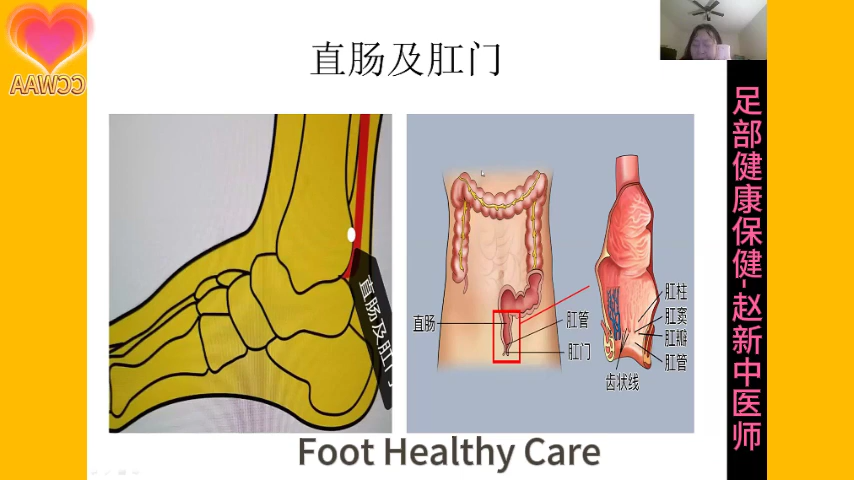 直肠及肛门
AAWCC
直肠及肛门
直肠
肛管
肛门
肛柱
肛窦
肛瓣
肛管
齿状线
Foot Healthy Care
足部健康保健-赵新中医师